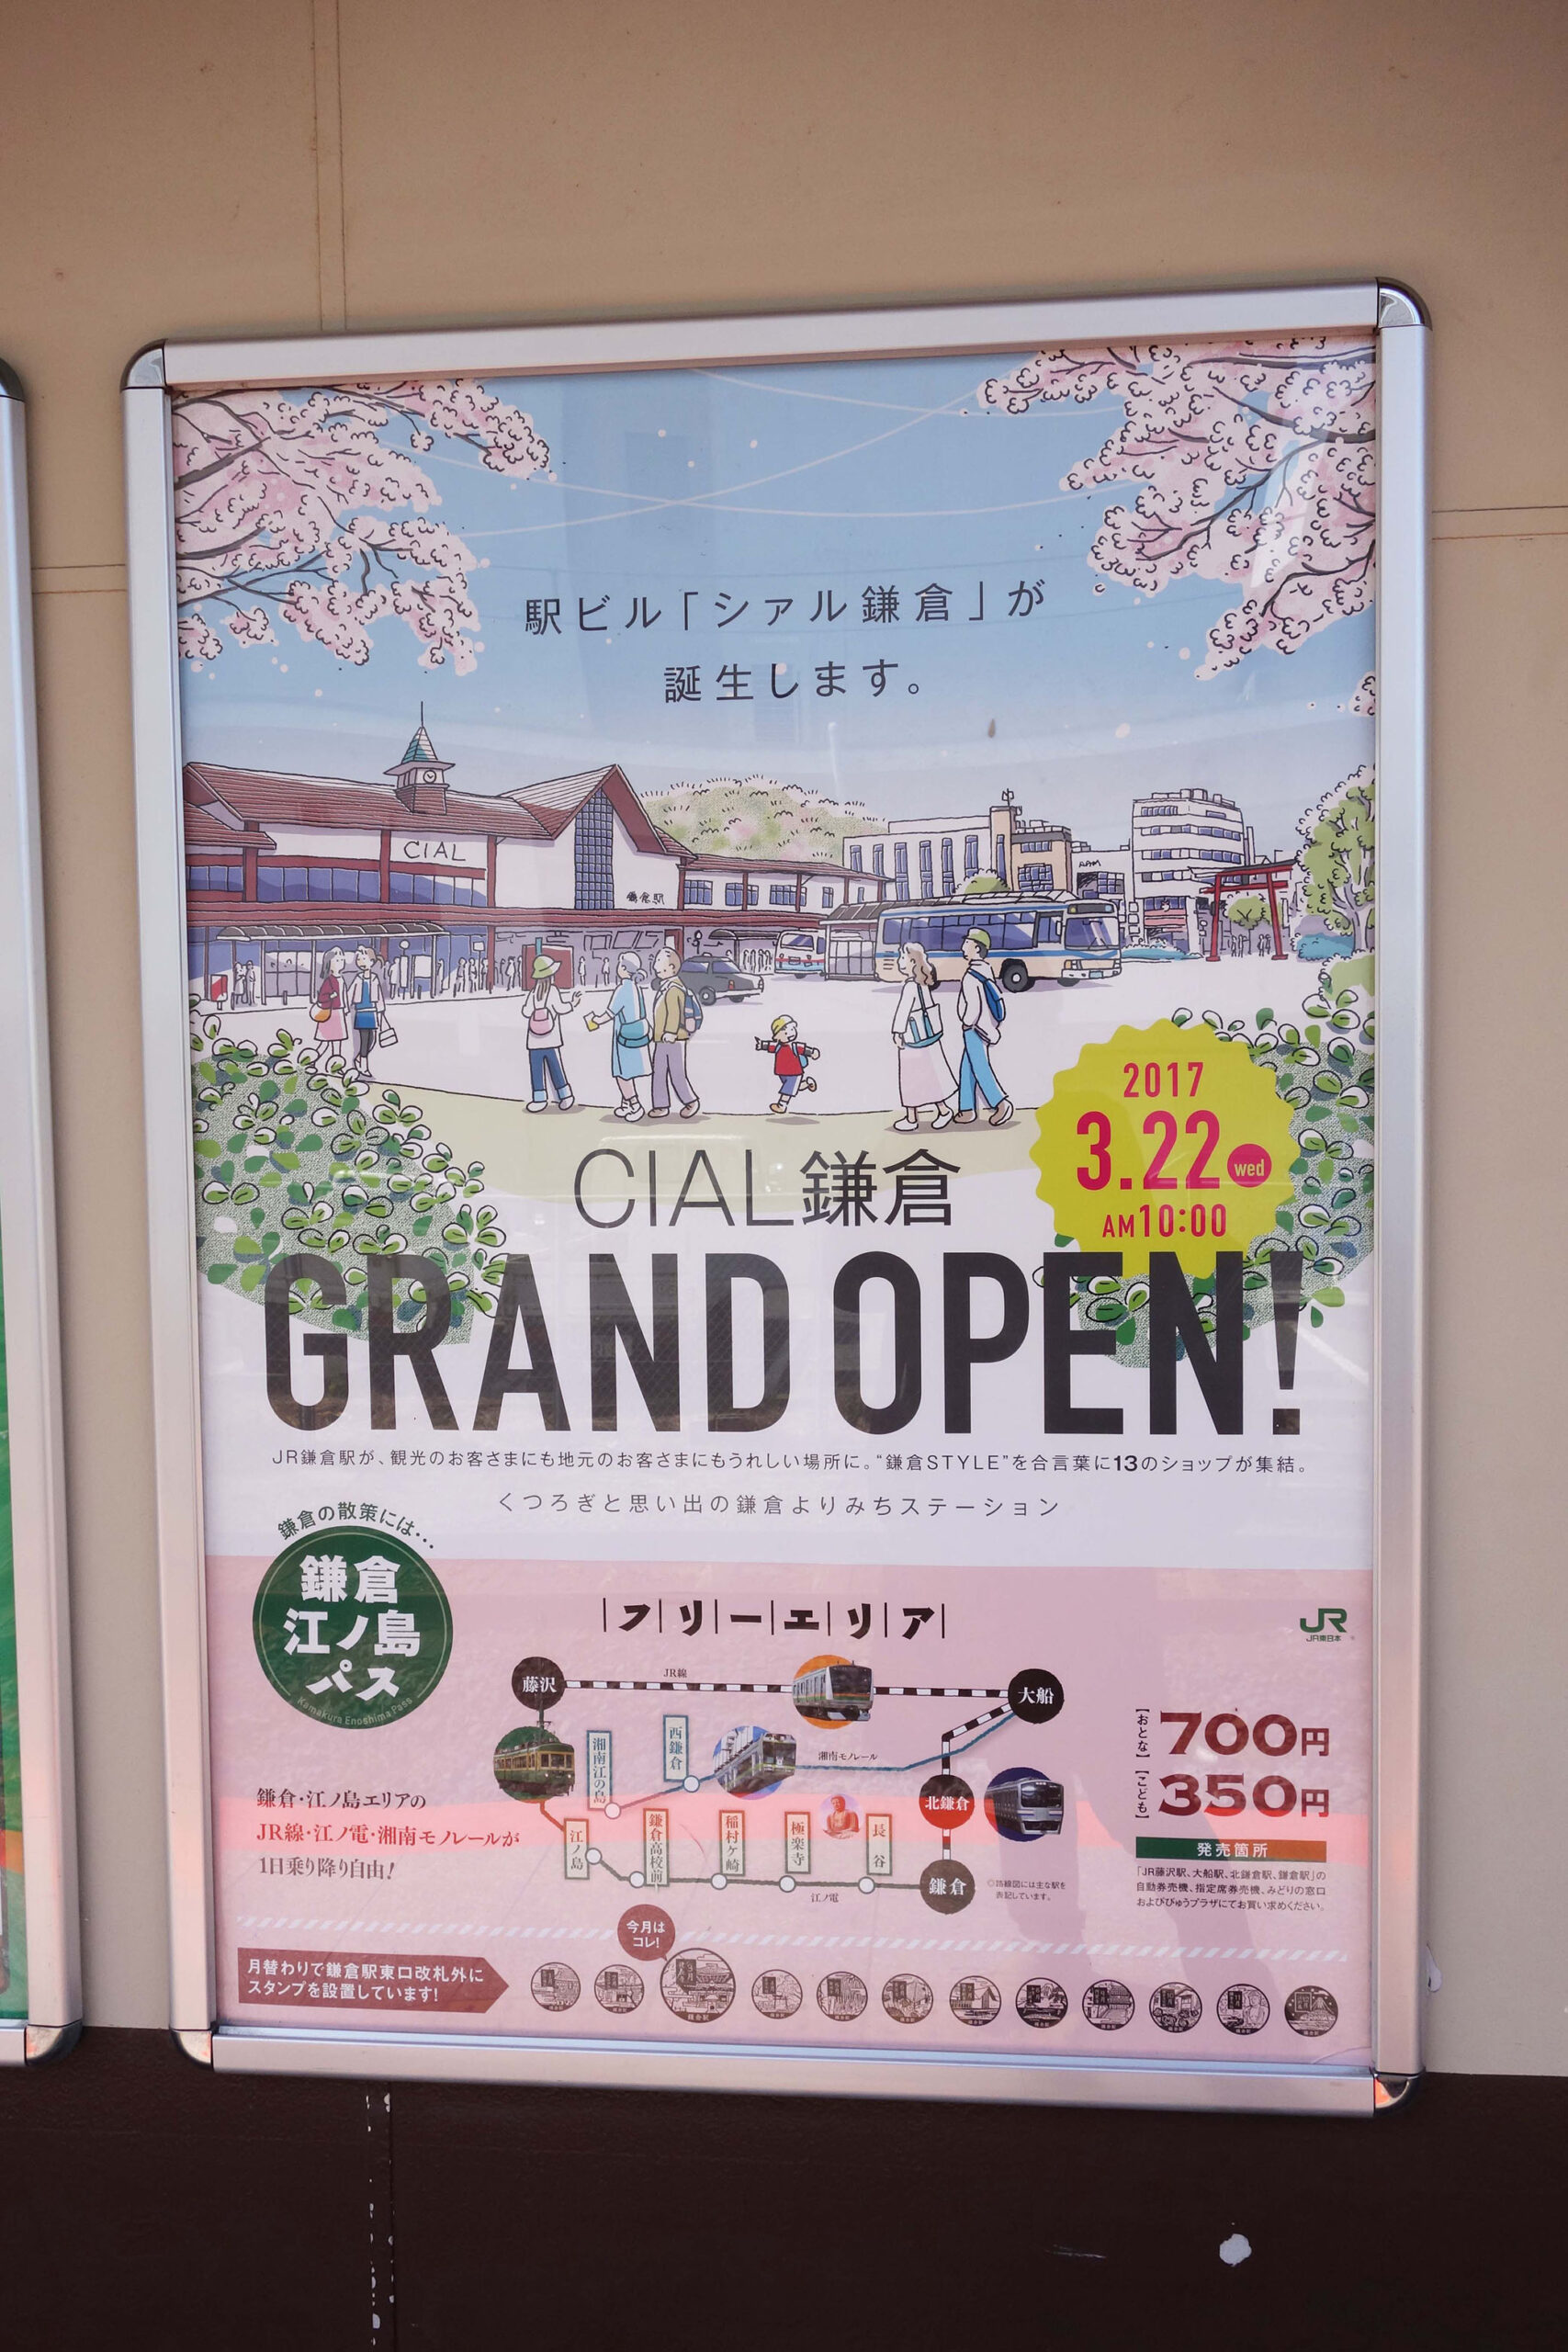 駅ビル「シァル鎌倉」が
誕生します。
CIAL
鎌倉駅
2017
3.22 wed
AM10:00
CIAL鎌倉
GRAND OPEN!
JR鎌倉駅が、観光のお客さまにも地元のお客さまにもうれしい場所に。“鎌倉STYLE”を合言葉に13のショップが集結。
くつろぎと思い出の鎌倉よりみちステーション
鎌倉の散策には…
鎌倉
江ノ島
パス
Kamakura Enoshima Pass
鎌倉・江ノ島エリアの
JR線・江ノ電・湘南モノレールが
1日乗り降り自由!
フリーエリア
JR
JR東日本
藤沢
JR線
大船
湘南江の島
西鎌倉
湘南モノレール
北鎌倉
江ノ島
鎌倉高校前
稲村ヶ崎
極楽寺
長谷
鎌倉
江ノ電
◎路線図には主な駅を
表記しています。
【おとな】700円
【こども】350円
発売箇所
「JR藤沢駅、大船駅、北鎌倉駅、鎌倉駅」の
自動券売機、指定席券売機、みどりの窓口
およびびゅうプラザにてお買い求めください。
今月は
コレ!
月替わりで鎌倉駅東口改札外に
スタンプを設置しています!